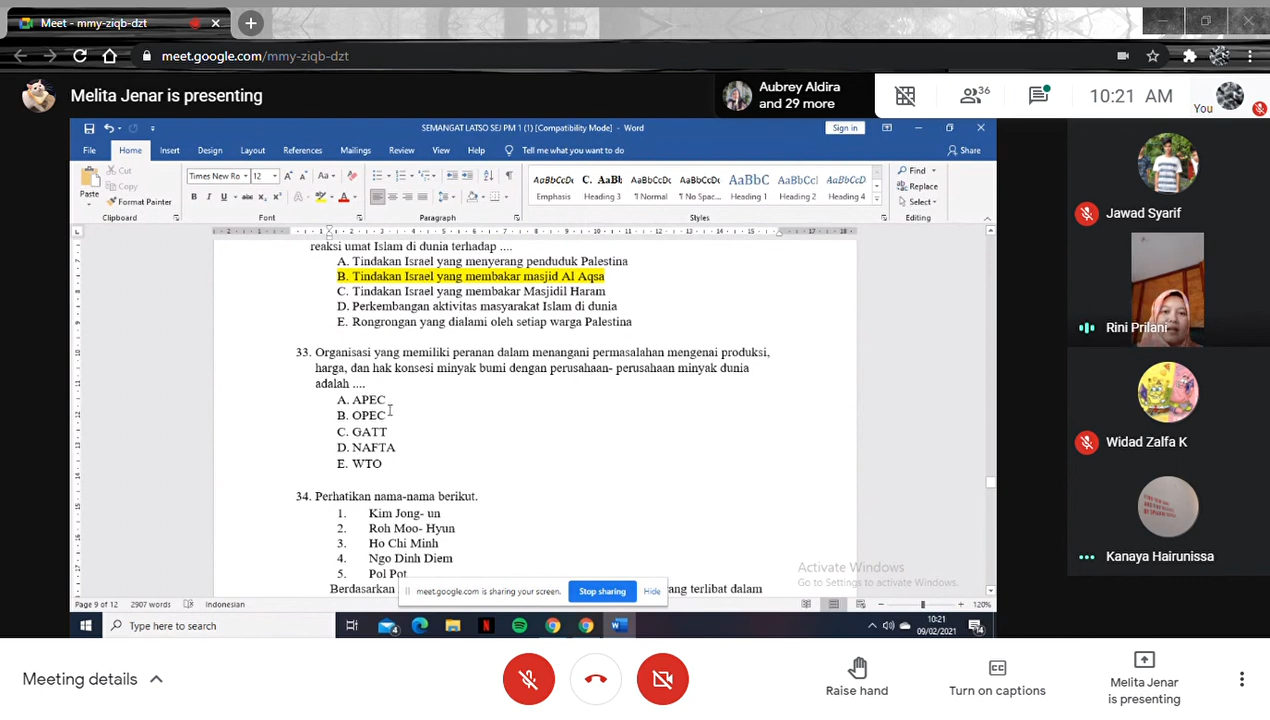 Meet - mmy-ziqb-dzt
meet.google.com/mmy-ziqb-dzt
Melita Jenar is presenting
Aubrey Aldira
and 29 more
36
10:21 AM
You
SEMANGAT LATSO SEJ PM 1 (1) [Compatibility Mode] - Word
Sign in
File Home Insert Design Layout References Mailings Review View Help Tell me what you want to do Share
Paste
Cut
Copy
Format Painter
Clipboard
Times New Ro 12
Font
Paragraph
AaBbCcDc Emphasis
Heading 3
¶ Normal
¶ No Spac...
Heading 1
Heading 2
Heading 4
Styles
Find
Replace
Select
Editing
reaksi umat Islam di dunia terhadap ....
A. Tindakan Israel yang menyerang penduduk Palestina
B. Tindakan Israel yang membakar masjid Al Aqsa
C. Tindakan Israel yang membakar Masjidil Haram
D. Perkembangan aktivitas masyarakat Islam di dunia
E. Rongrongan yang dialami oleh setiap warga Palestina
33. Organisasi yang memiliki peranan dalam menangani permasalahan mengenai produksi,
harga, dan hak konsesi minyak bumi dengan perusahaan- perusahaan minyak dunia
adalah ....
A. APEC
B. OPEC
C. GATT
D. NAFTA
E. WTO
34. Perhatikan nama-nama berikut.
1. Kim Jong- un
2. Roh Moo- Hyun
3. Ho Chi Minh
4. Ngo Dinh Diem
5. Pol Pot
Berdasarkan
yang terlibat dalam
meet.google.com is sharing your screen.
Stop sharing
Hide
Activate Windows
Go to Settings to activate Windows.
Page 9 of 12 2907 words Indonesian
120%
Type here to search
10:21
09/02/2021
Jawad Syarif
Rini Prilani
Widad Zalfa K
Kanaya Hairunissa
Meeting details
Raise hand
Turn on captions
Melita Jenar
is presenting